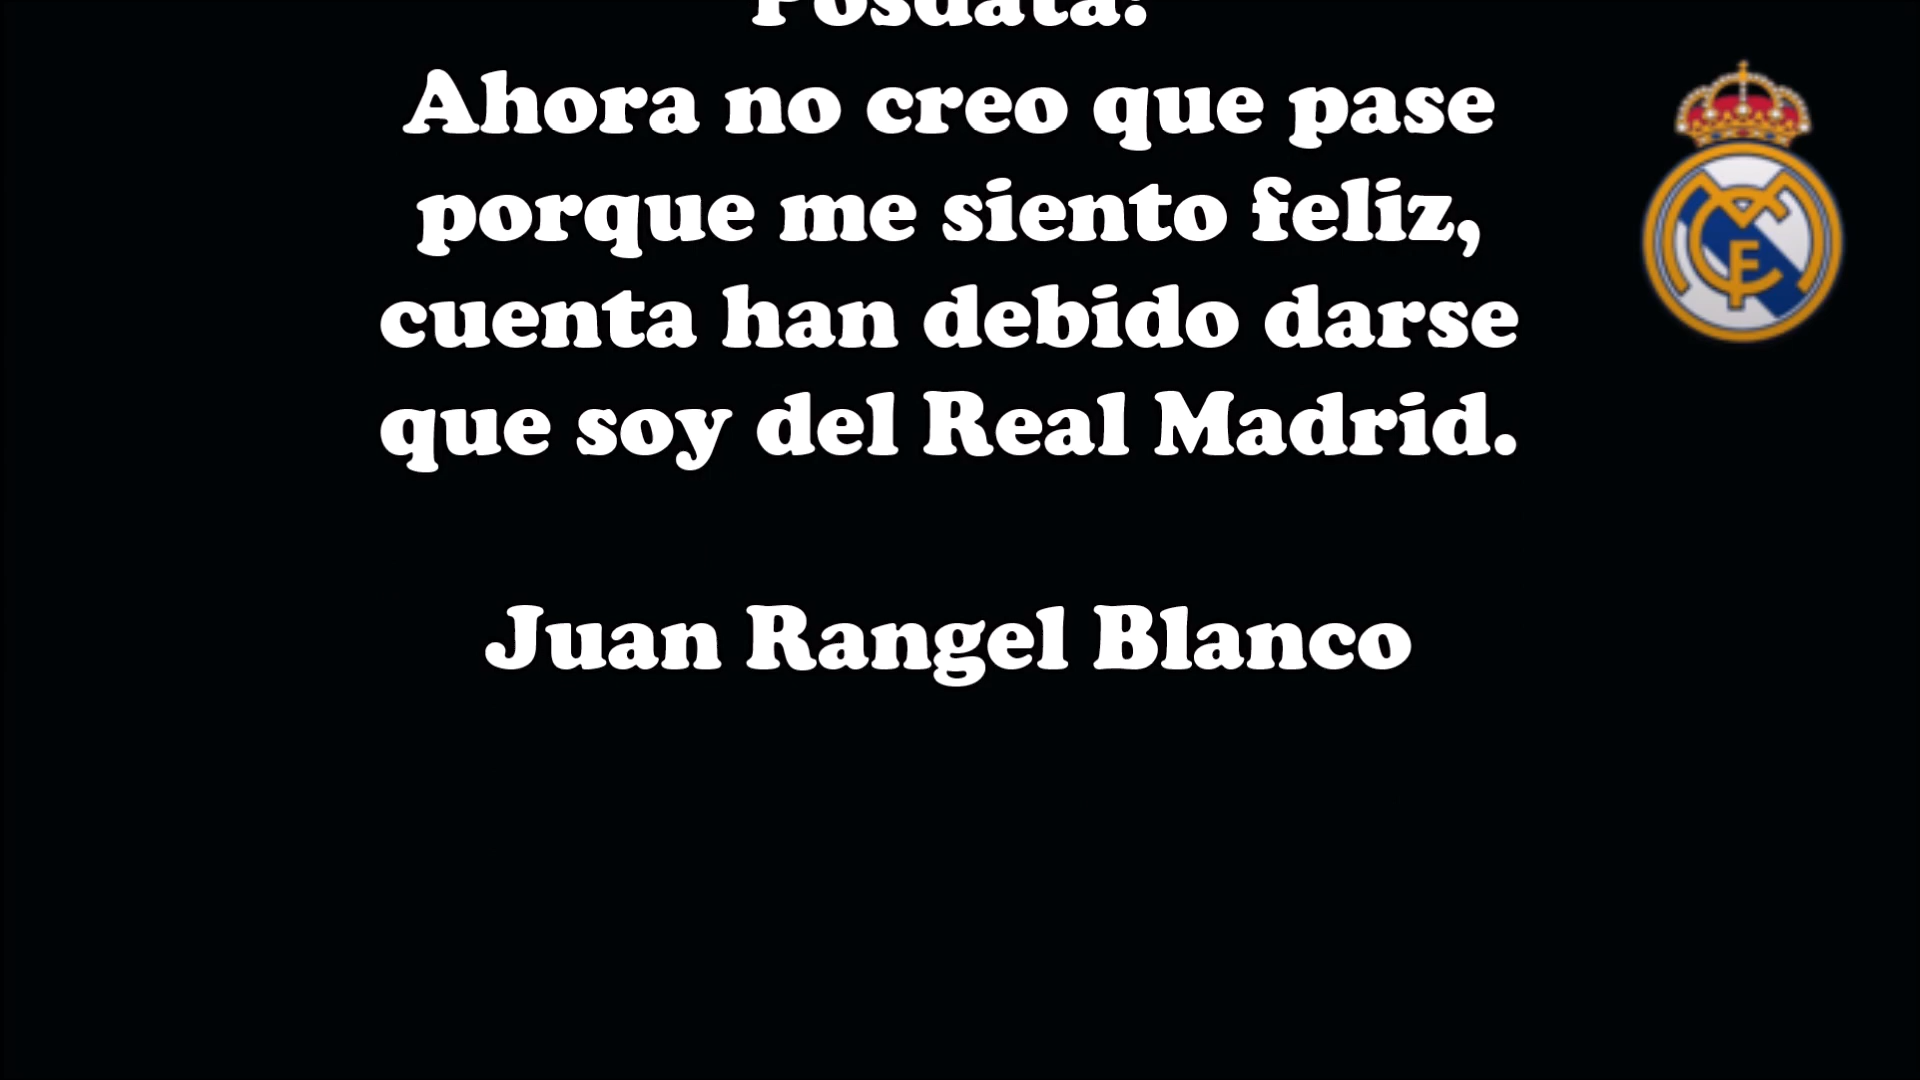 Posdata:
Ahora no creo que pase
porque me siento feliz,
cuenta han debido darse
que soy del Real Madrid.
Juan Rangel Blanco